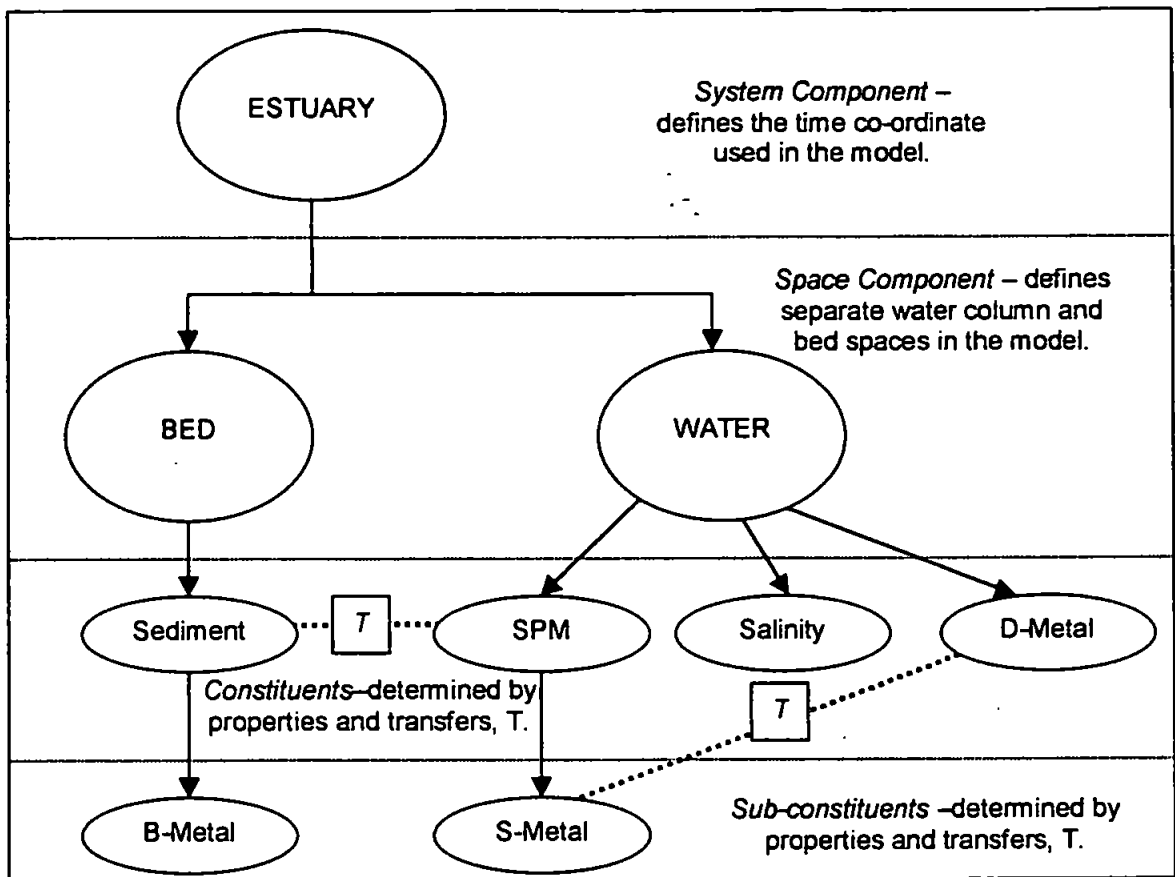 ESTUARY
System Component –
defines the time co-ordinate
used in the model.
Space Component – defines
separate water column and
bed spaces in the model.
BED
WATER
Sediment
T
SPM
Salinity
D-Metal
Constituents–determined by
properties and transfers, T.
T
B-Metal
S-Metal
Sub-constituents –determined by
properties and transfers, T.